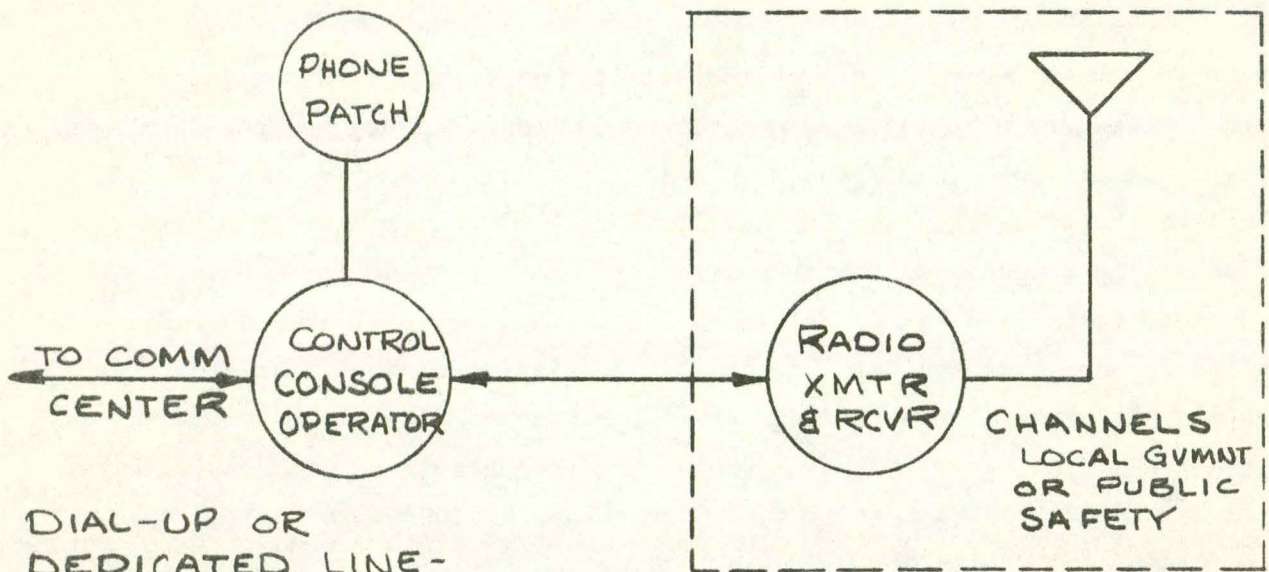 PHONE
PATCH
TO COMM
CENTER
CONTROL
CONSOLE
OPERATOR
RADIO
XMTR
& RCVR
CHANNELS
LOCAL GVMNT
OR PUBLIC
SAFETY
DIAL-UP OR
DEDICATED LINE-